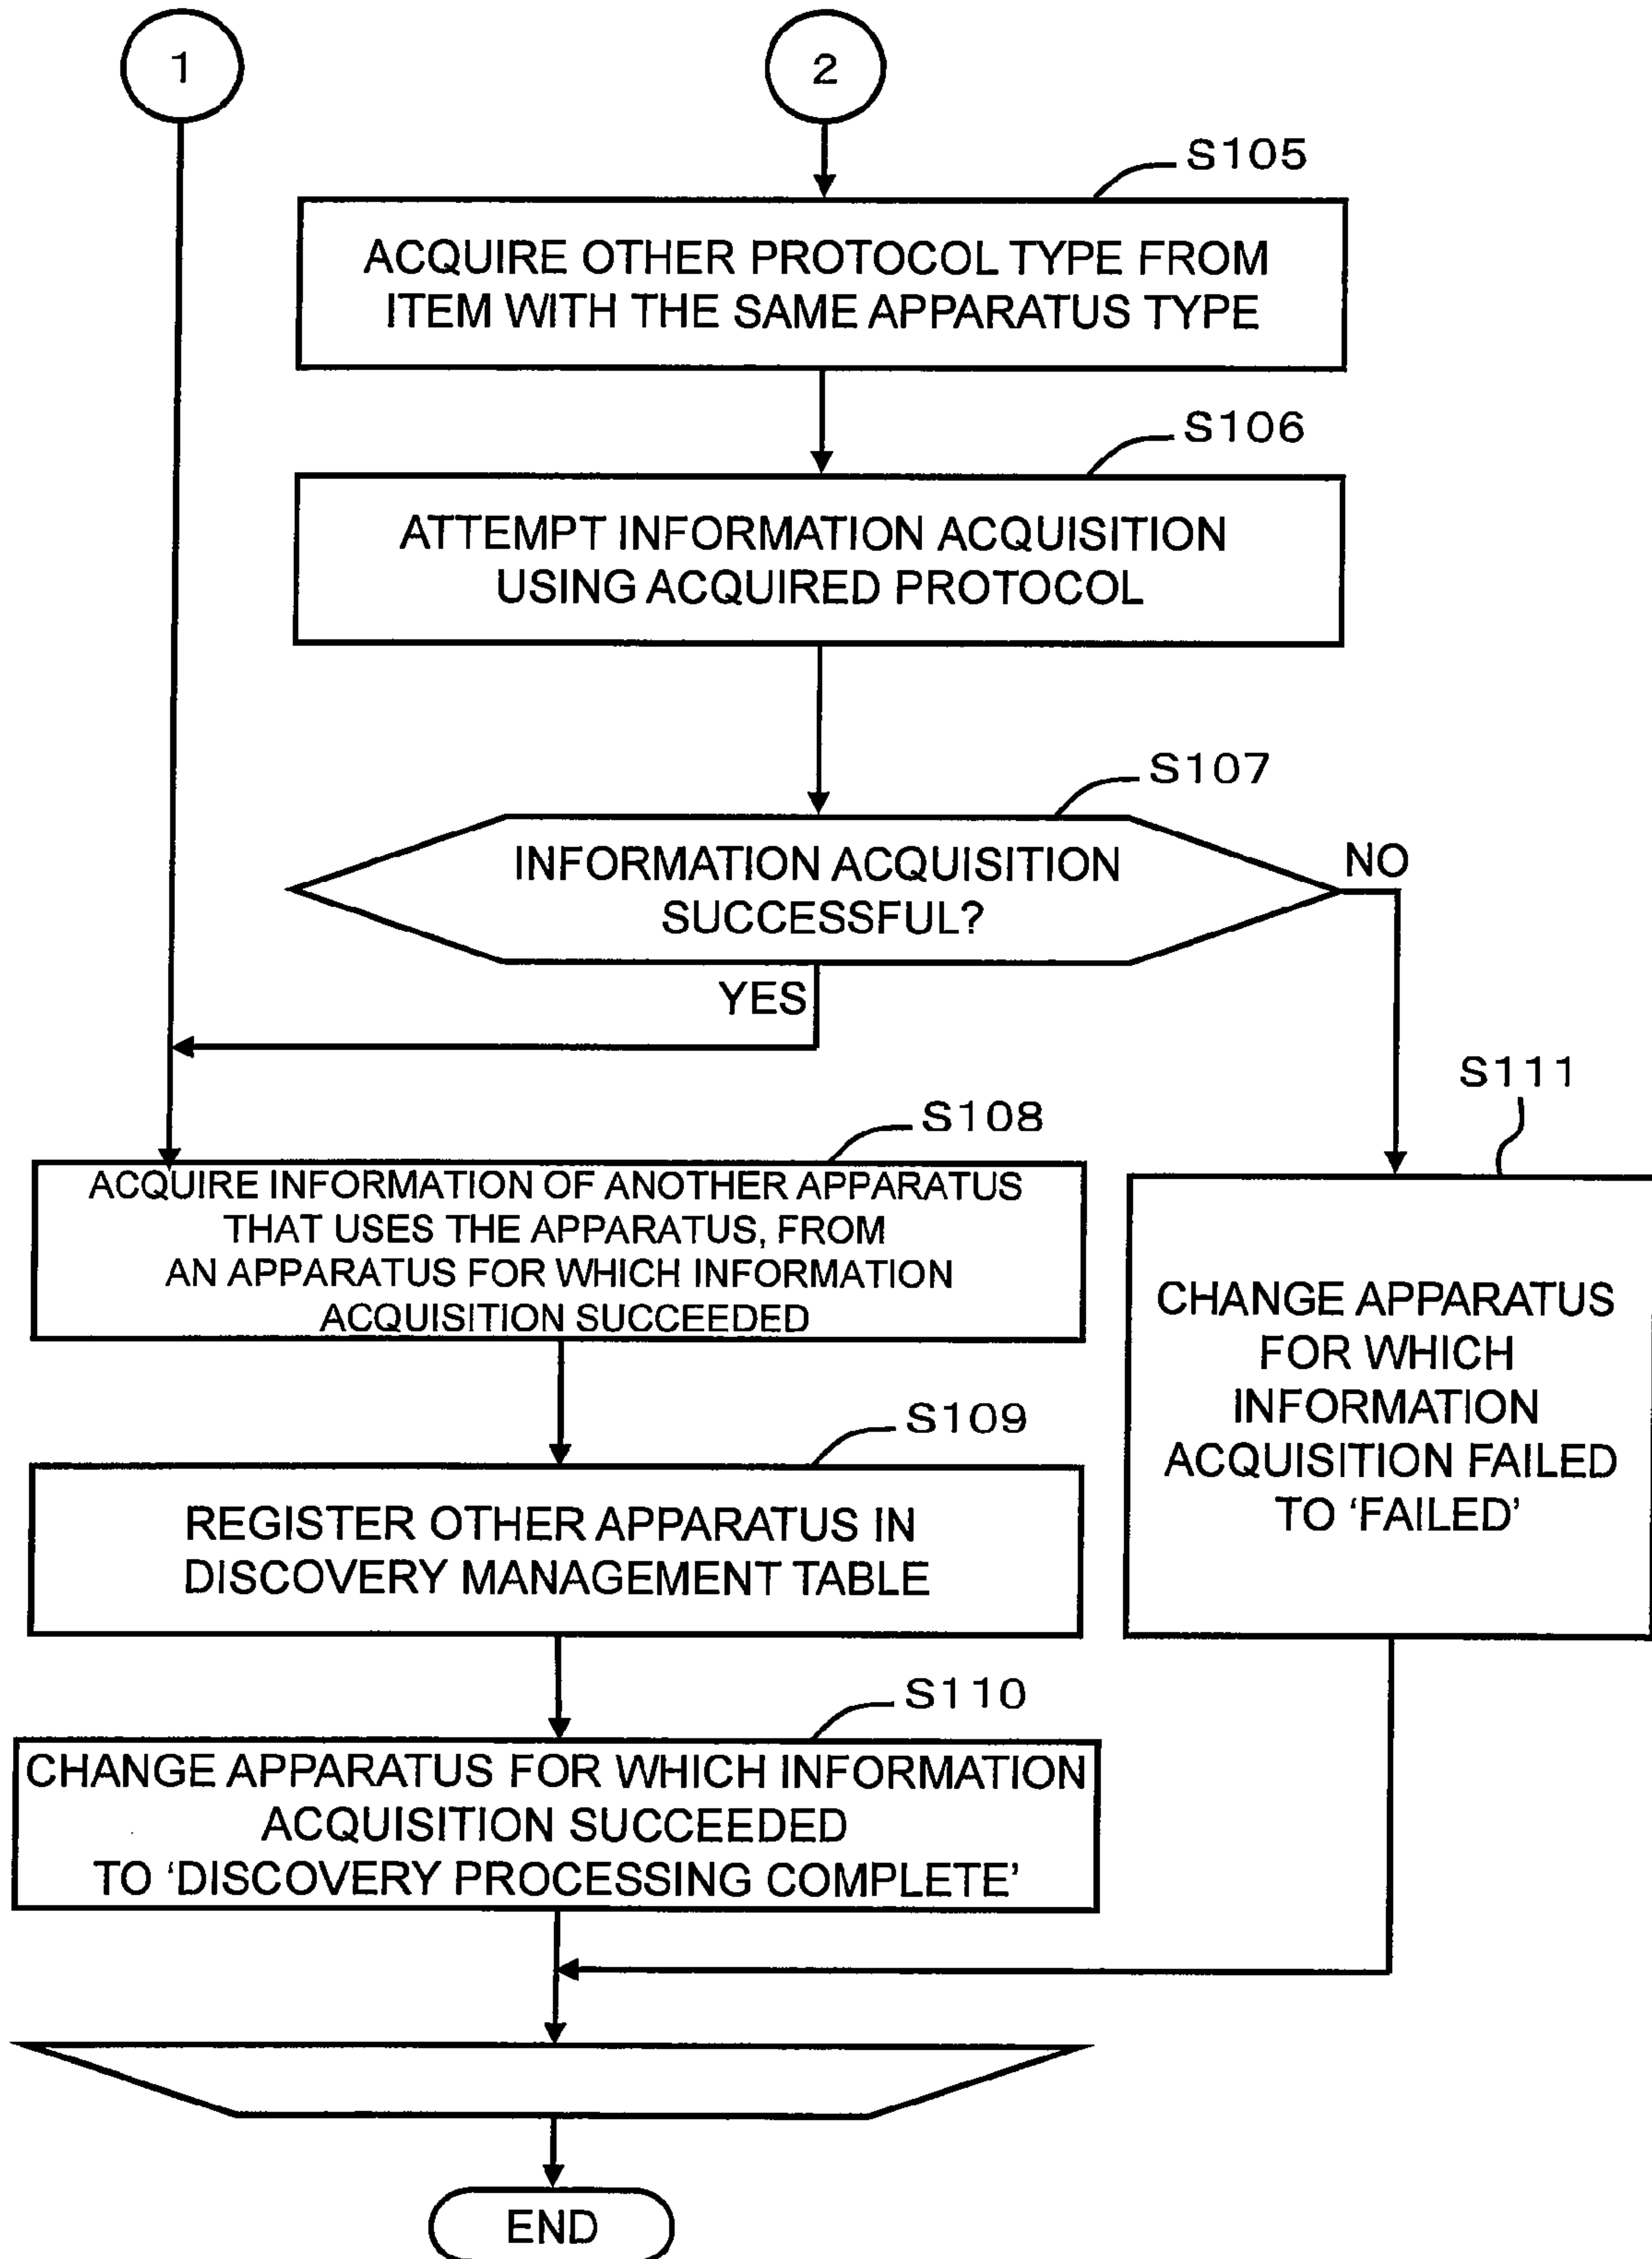 1
2
S105
ACQUIRE OTHER PROTOCOL TYPE FROM
ITEM WITH THE SAME APPARATUS TYPE
S106
ATTEMPT INFORMATION ACQUISITION
USING ACQUIRED PROTOCOL
S107
INFORMATION ACQUISITION
SUCCESSFUL?
NO
YES
S108
ACQUIRE INFORMATION OF ANOTHER APPARATUS
THAT USES THE APPARATUS, FROM
AN APPARATUS FOR WHICH INFORMATION
ACQUISITION SUCCEEDED
S111
CHANGE APPARATUS
FOR WHICH
INFORMATION
ACQUISITION FAILED
TO ‘FAILED’
S109
REGISTER OTHER APPARATUS IN
DISCOVERY MANAGEMENT TABLE
S110
CHANGE APPARATUS FOR WHICH INFORMATION
ACQUISITION SUCCEEDED
TO ‘DISCOVERY PROCESSING COMPLETE’
END